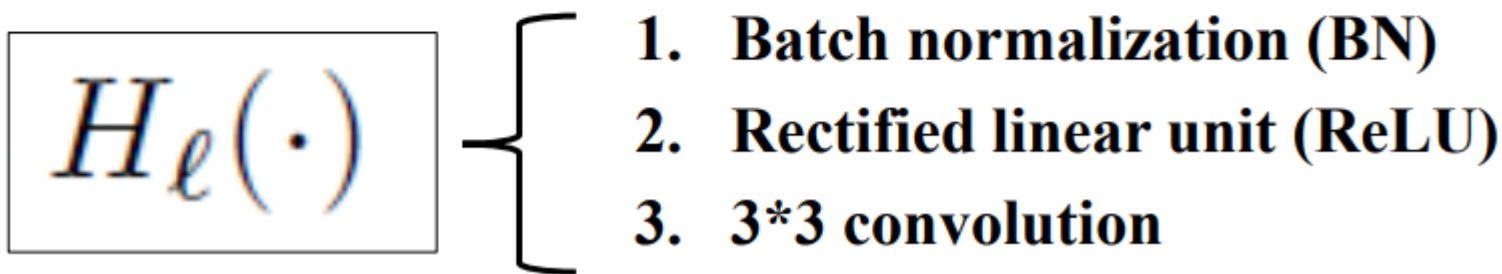 H_ℓ(·)
1. Batch normalization (BN)
2. Rectified linear unit (ReLU)
3. 3*3 convolution